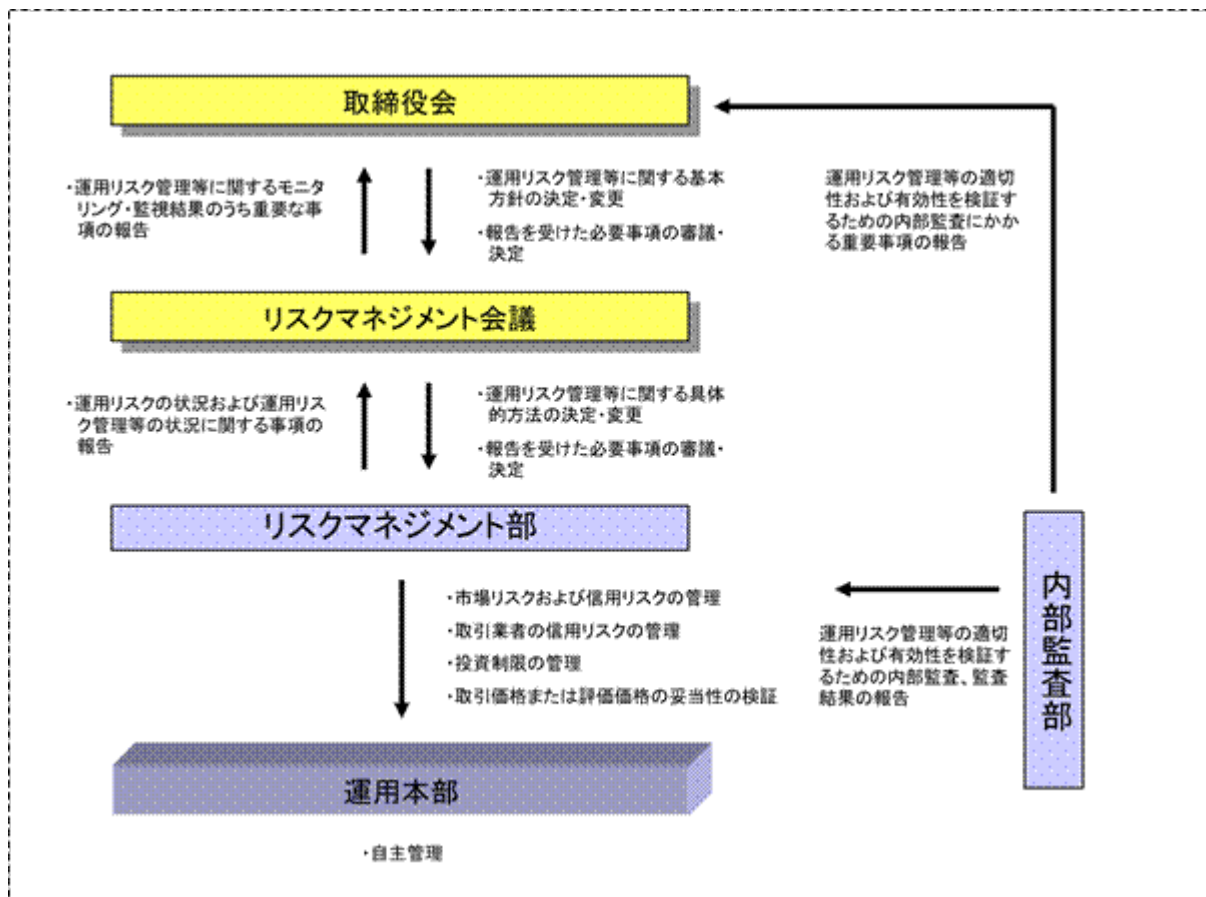 取締役会
・運用リスク管理等に関するモニ
タリング・監視結果のうち重要な事
項の報告
・運用リスク管理等に関する基本
方針の決定・変更
・報告を受けた必要事項の審議・
決定
運用リスク管理等の適切
性および有効性を検証す
るための内部監査にかか
る重要事項の報告
リスクマネジメント会議
・運用リスクの状況および運用リス
ク管理等の状況に関する事項の
報告
・運用リスク管理等に関する具体
的方法の決定・変更
・報告を受けた必要事項の審議・
決定
リスクマネジメント部
・市場リスクおよび信用リスクの管理
・取引業者の信用リスクの管理
・投資制限の管理
・取引価格または評価価格の妥当性の検証
運用リスク管理等の適切
性および有効性を検証す
るための内部監査、監査
結果の報告
内部監査部
運用本部
・自主管理